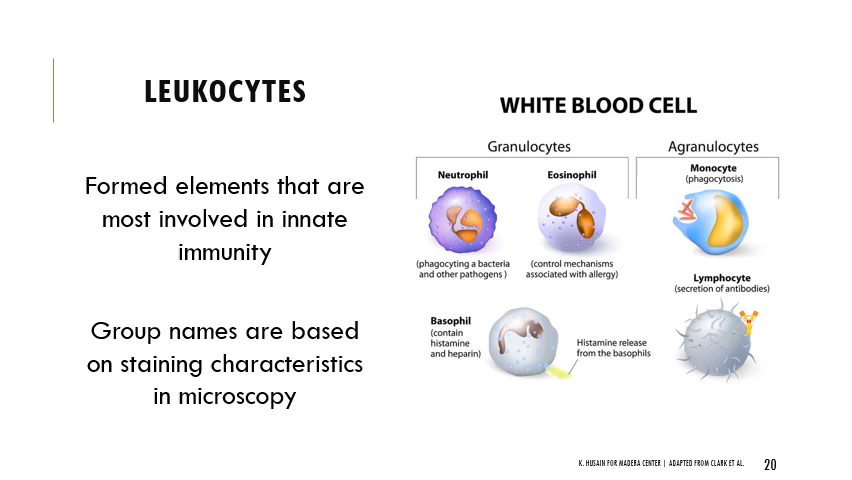 LEUKOCYTES
Formed elements that are
most involved in innate
immunity
Group names are based
on staining characteristics
in microscopy
WHITE BLOOD CELL
Granulocytes
Agranulocytes
Neutrophil
Eosinophil
Monocyte
(phagocytosis)
(phagocyting a bacteria
and other pathogens )
(control mechanisms
associated with allergy)
Lymphocyte
(secretion of antibodies)
Basophil
(contain
histamine
and heparin)
Histamine release
from the basophils
K. HUSAIN FOR MADERA CENTER | ADAPTED FROM CLARK ET AL.
20